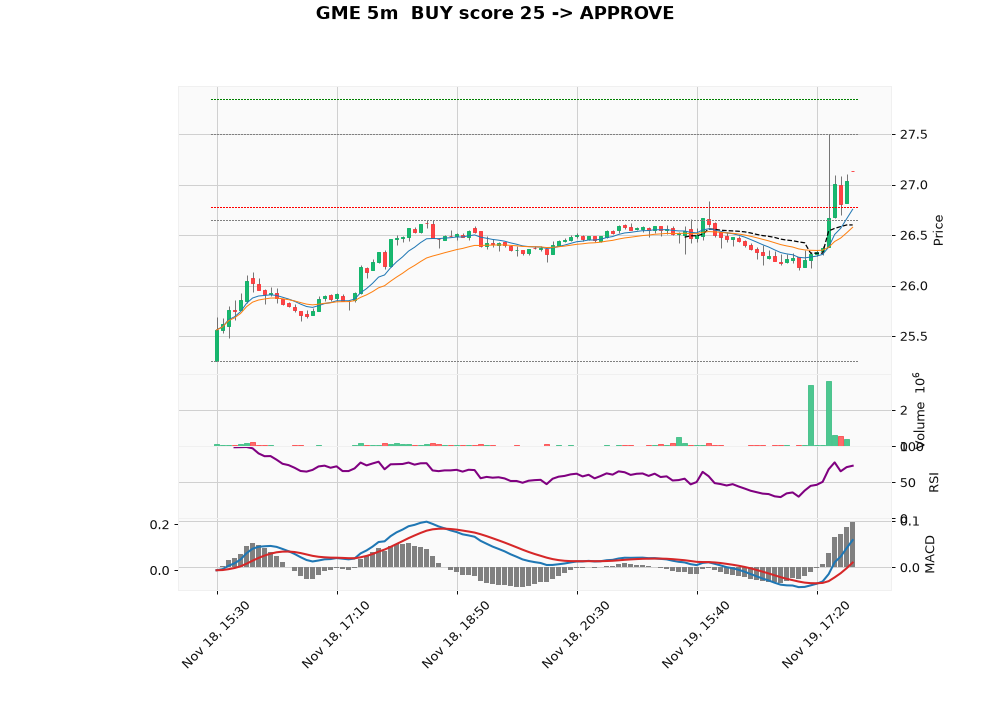 GME 5m  BUY score 25 -> APPROVE
27.5
27.0
26.5
26.0
25.5
Price
2
0
Volume 10⁶
100
50
0
RSI
0.2
0.0
0.1
0.0
MACD
Nov 18, 15:30
Nov 18, 17:10
Nov 18, 18:50
Nov 18, 20:30
Nov 19, 15:40
Nov 19, 17:20